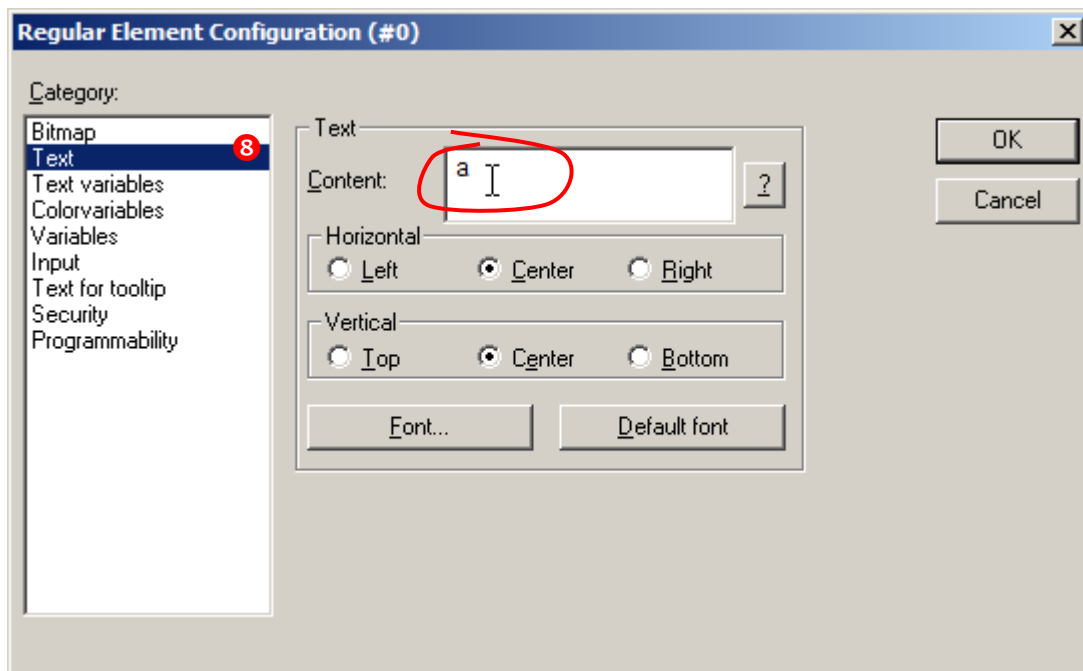 Regular Element Configuration (#0)
Category:
Bitmap
Text
8
Text variables
Colorvariables
Variables
Input
Text for tooltip
Security
Programmability
Text
Content:
a
?
Horizontal
Left Center Right
Vertical
Top Center Bottom
Font... Default font
OK
Cancel